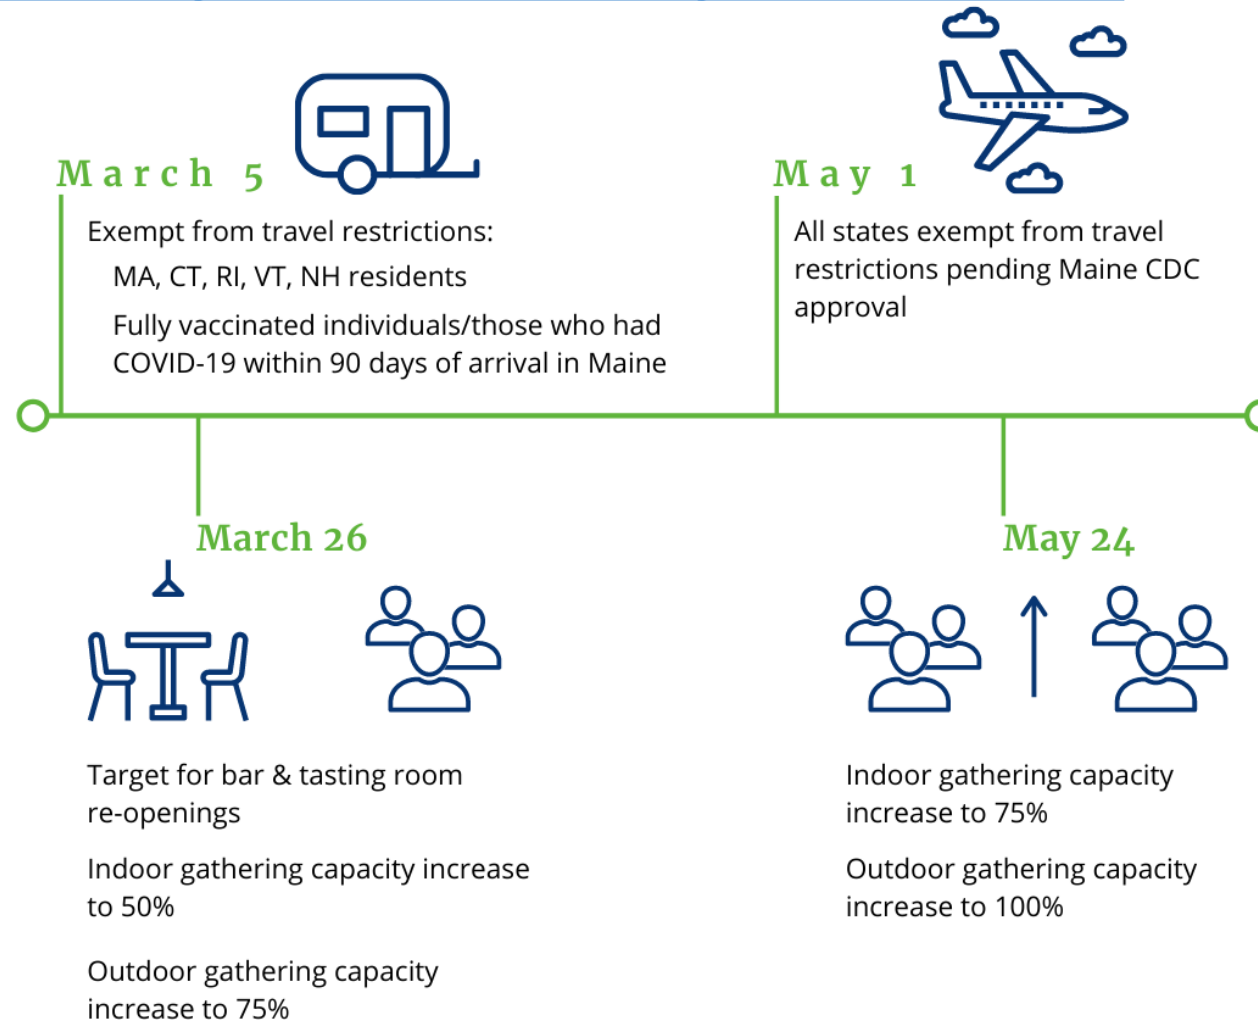 March 5
Exempt from travel restrictions:
MA, CT, RI, VT, NH residents
Fully vaccinated individuals/those who had
COVID-19 within 90 days of arrival in Maine
May 1
All states exempt from travel
restrictions pending Maine CDC
approval
March 26
Target for bar & tasting room
re-openings
Indoor gathering capacity increase
to 50%
Outdoor gathering capacity
increase to 75%
May 24
Indoor gathering capacity
increase to 75%
Outdoor gathering capacity
increase to 100%